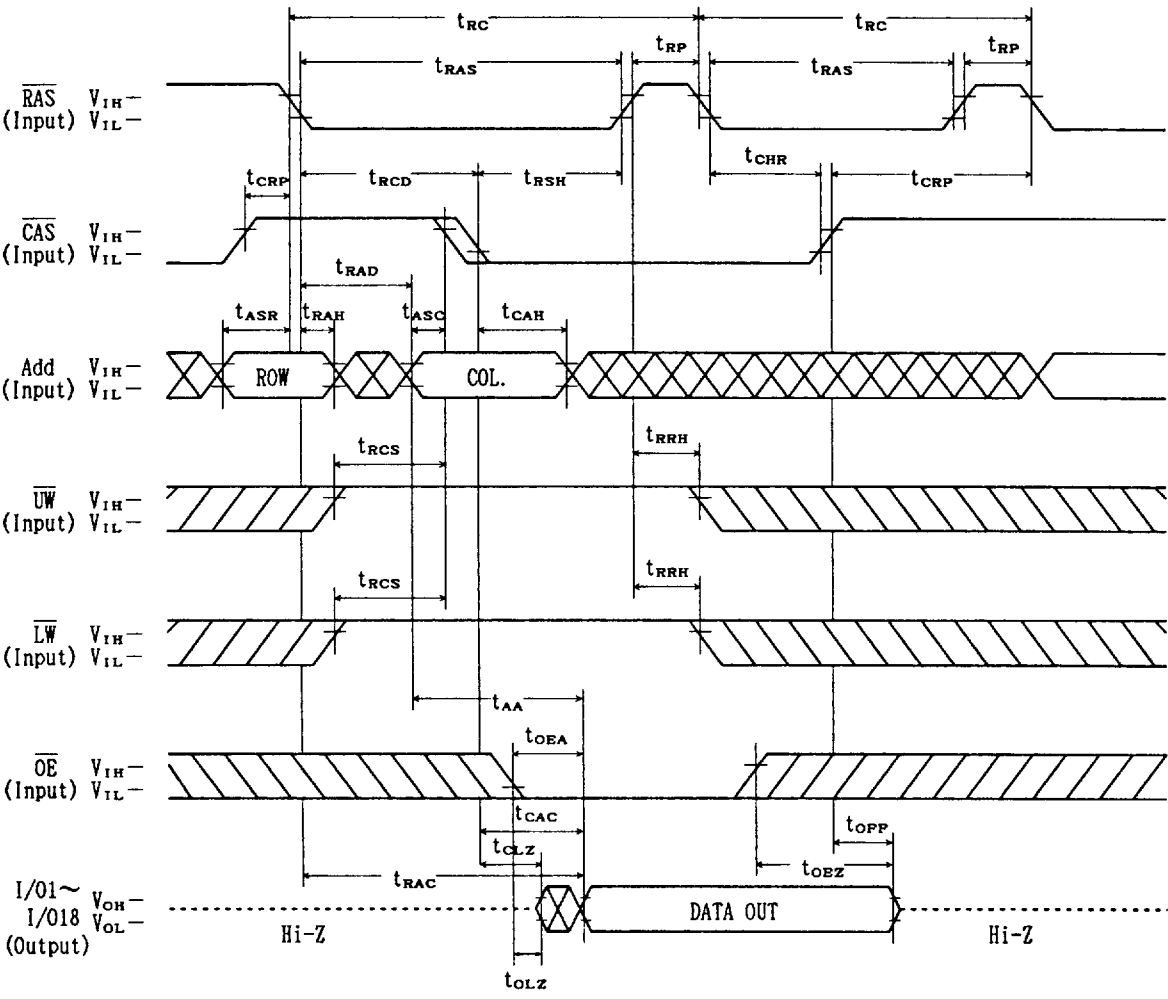 tRC tRC
tRP tRP
tRAS tRAS
RAS VIH
(Input) VIL
tCHR
tCRP tRCD tRSH tCRP
CAS VIH
(Input) VIL
tRAD
tASR tRAH tASC tCAH
Add VIH
(Input) VIL
ROW COL.
tRCS tRRH
UW VIH
(Input) VIL
tRCS tRRH
LW VIH
(Input) VIL
tAA
tOEA
OE VIH
(Input) VIL
tCAC
tOFF
tCLZ
tOEZ
tRAC
I/O1~
I/O18
(Output)
VOH
VOL
DATA OUT
Hi-Z Hi-Z
tOLZ